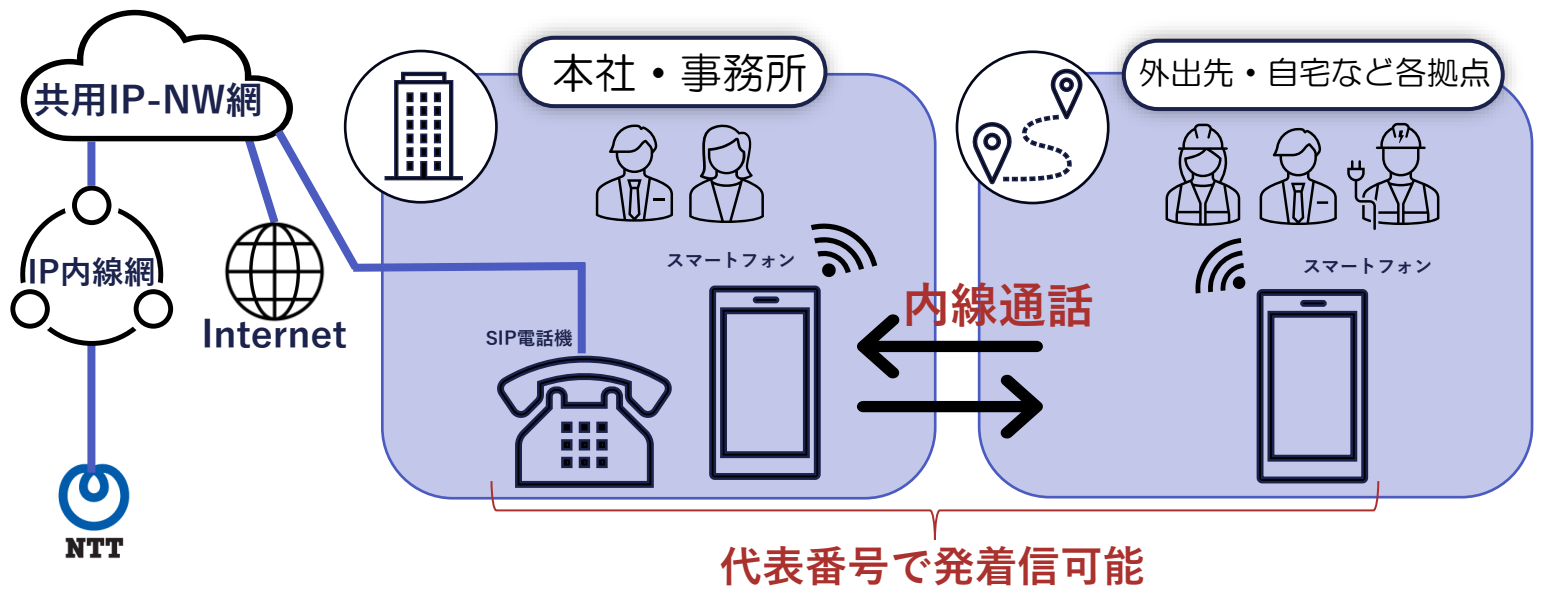 共用IP-NW網
IP内線網
Internet
NTT
本社・事務所
スマートフォン
SIP電話機
内線通話
外出先・自宅など各拠点
スマートフォン
代表番号で発着信可能